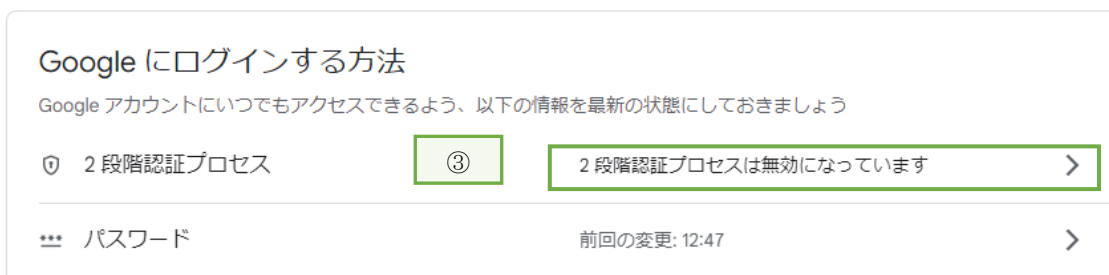 Google にログインする方法
Google アカウントにいつでもアクセスできるよう、以下の情報を最新の状態にしておきましょう
2 段階認証プロセス ③ 2 段階認証プロセスは無効になっています
パスワード 前回の変更: 12:47